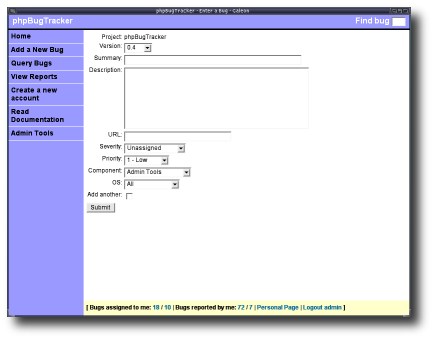 phpBugTracker - Enter a Bug - Galeon
phpBugTracker
Find bug
Home
Add a New Bug
Query Bugs
View Reports
Create a new account
Read Documentation
Admin Tools
Project: phpBugTracker
Version: 0.4
Summary:
Description:
URL:
Severity: Unassigned
Priority: 1 - Low
Component: Admin Tools
OS: All
Add another:
Submit
[ Bugs assigned to me: 18 / 10 | Bugs reported by me: 72 / 7 | Personal Page | Logout admin ]